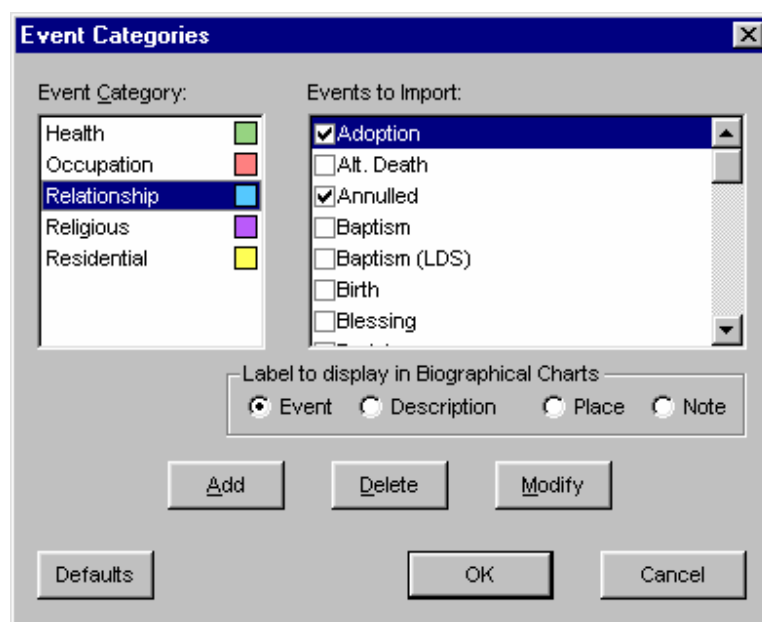 Event Categories
Event Category:
Events to Import:
Health
Occupation
Relationship
Religious
Residential
Adoption
Alt. Death
Annulled
Baptism
Baptism (LDS)
Birth
Blessing
Label to display in Biographical Charts
Event Description Place Note
Add Delete Modify
Defaults OK Cancel